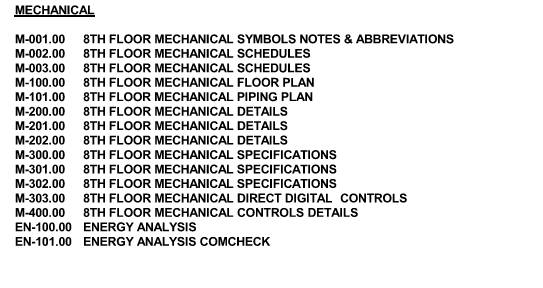 MECHANICAL
M-001.00 8TH FLOOR MECHANICAL SYMBOLS NOTES & ABBREVIATIONS
M-002.00 8TH FLOOR MECHANICAL SCHEDULES
M-003.00 8TH FLOOR MECHANICAL SCHEDULES
M-100.00 8TH FLOOR MECHANICAL FLOOR PLAN
M-101.00 8TH FLOOR MECHANICAL PIPING PLAN
M-200.00 8TH FLOOR MECHANICAL DETAILS
M-201.00 8TH FLOOR MECHANICAL DETAILS
M-202.00 8TH FLOOR MECHANICAL DETAILS
M-300.00 8TH FLOOR MECHANICAL SPECIFICATIONS
M-301.00 8TH FLOOR MECHANICAL SPECIFICATIONS
M-302.00 8TH FLOOR MECHANICAL SPECIFICATIONS
M-303.00 8TH FLOOR MECHANICAL DIRECT DIGITAL CONTROLS
M-400.00 8TH FLOOR MECHANICAL CONTROLS DETAILS
EN-100.00 ENERGY ANALYSIS
EN-101.00 ENERGY ANALYSIS COMCHECK